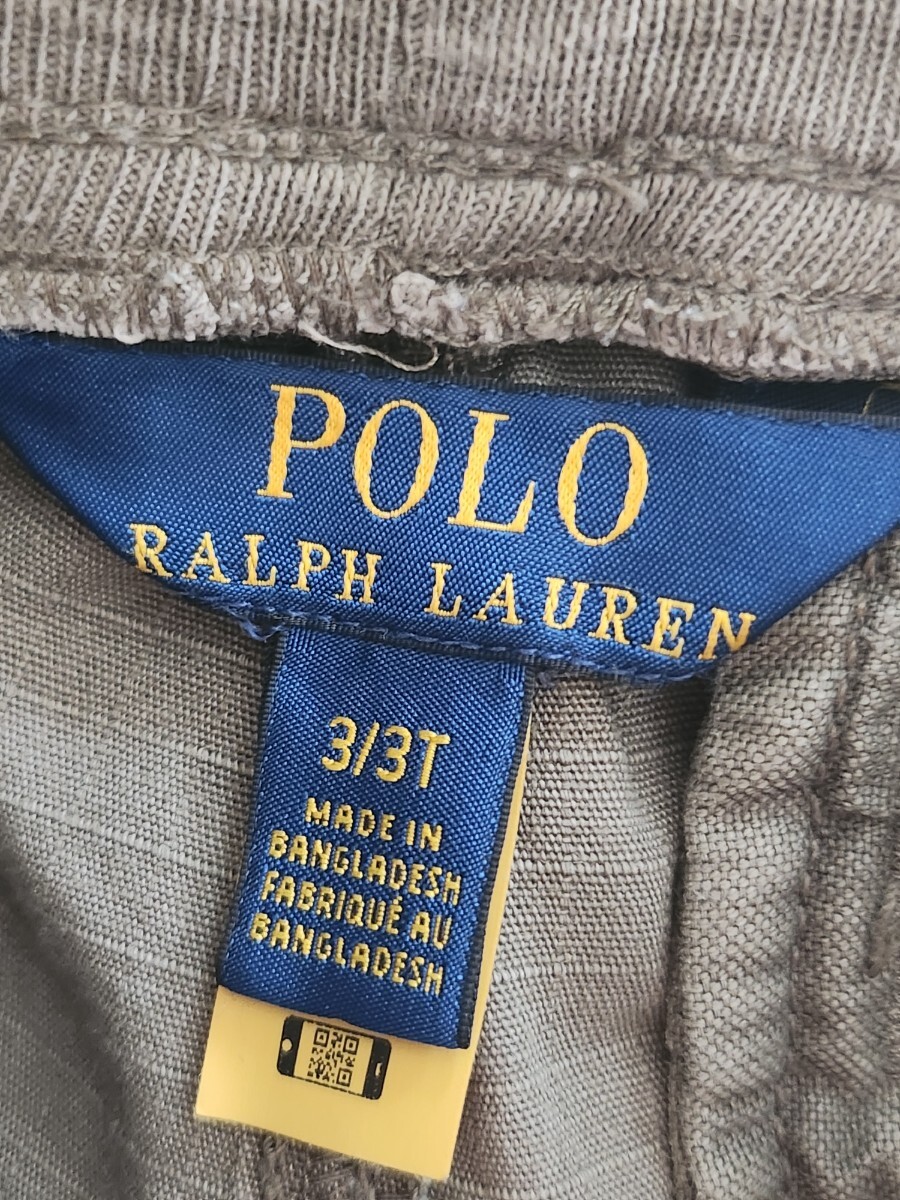 POLO
RALPH LAUREN
3/3T
MADE IN
BANGLADESH
FABRIQUÉ AU
BANGLADESH